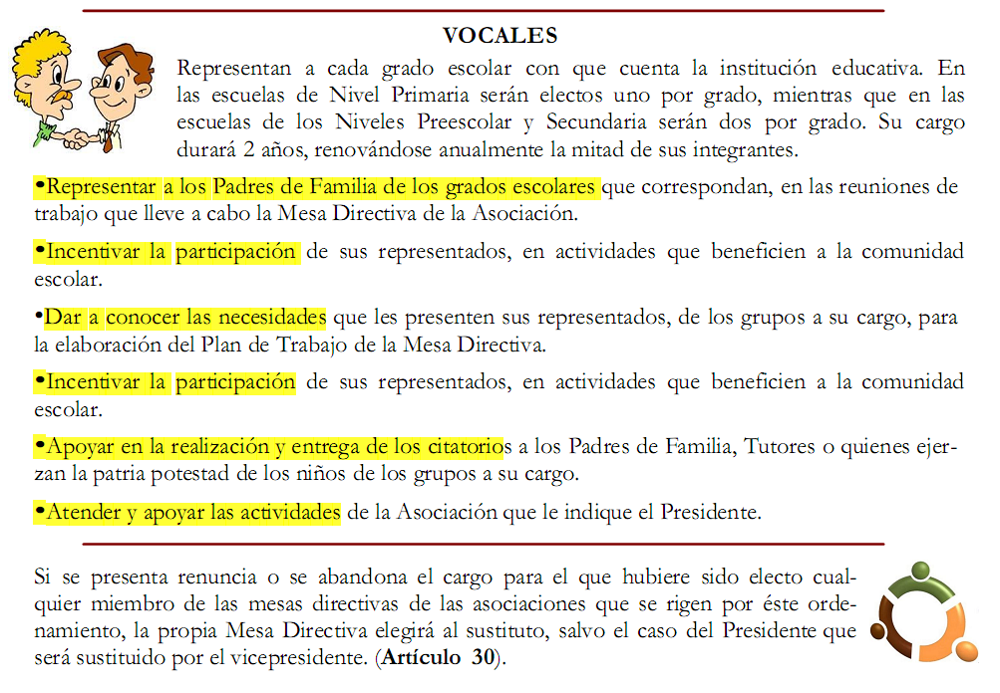 VOCALES
Representan a cada grado escolar con que cuenta la institución educativa. En
las escuelas de Nivel Primaria serán electos uno por grado, mientras que en las
escuelas de los Niveles Preescolar y Secundaria serán dos por grado. Su cargo
durará 2 años, renovándose anualmente la mitad de sus integrantes.
•Representar a los Padres de Familia de los grados escolares que correspondan, en las reuniones de
trabajo que lleve a cabo la Mesa Directiva de la Asociación.
•Incentivar la participación de sus representados, en actividades que beneficien a la comunidad
escolar.
•Dar a conocer las necesidades que les presenten sus representados, de los grupos a su cargo, para
la elaboración del Plan de Trabajo de la Mesa Directiva.
•Incentivar la participación de sus representados, en actividades que beneficien a la comunidad
escolar.
•Apoyar en la realización y entrega de los citatorios a los Padres de Familia, Tutores o quienes ejer-
zan la patria potestad de los niños de los grupos a su cargo.
•Atender y apoyar las actividades de la Asociación que le indique el Presidente.
Si se presenta renuncia o se abandona el cargo para el que hubiere sido electo cual-
quier miembro de las mesas directivas de las asociaciones que se rigen por éste orde-
namiento, la propia Mesa Directiva elegirá al sustituto, salvo el caso del Presidente que
será sustituido por el vicepresidente. (Artículo 30).